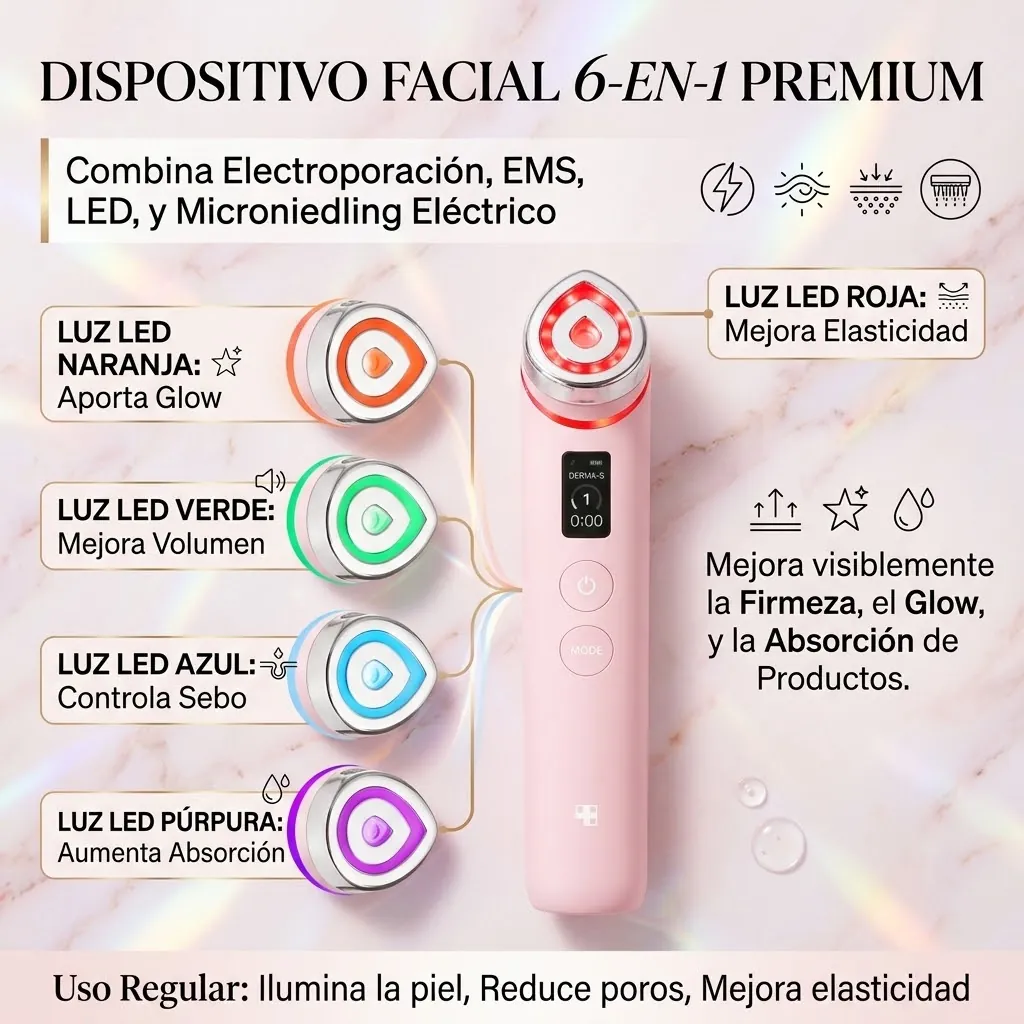 DISPOSITIVO FACIAL 6-EN-1 PREMIUM
Combina Electroporación, EMS,
LED, y Microniedling Eléctrico
LUZ LED
NARANJA:
Aporta Glow
LUZ LED ROJA:
Mejora Elasticidad
LUZ LED VERDE:
Mejora Volumen
LUZ LED AZUL:
Controla Sebo
LUZ LED PÚRPURA:
Aumenta Absorción
DERMA-S
1
0:00
MODE
Mejora visiblemente
la Firmeza, el Glow,
y la Absorción de
Productos.
Uso Regular: Ilumina la piel, Reduce poros, Mejora elasticidad